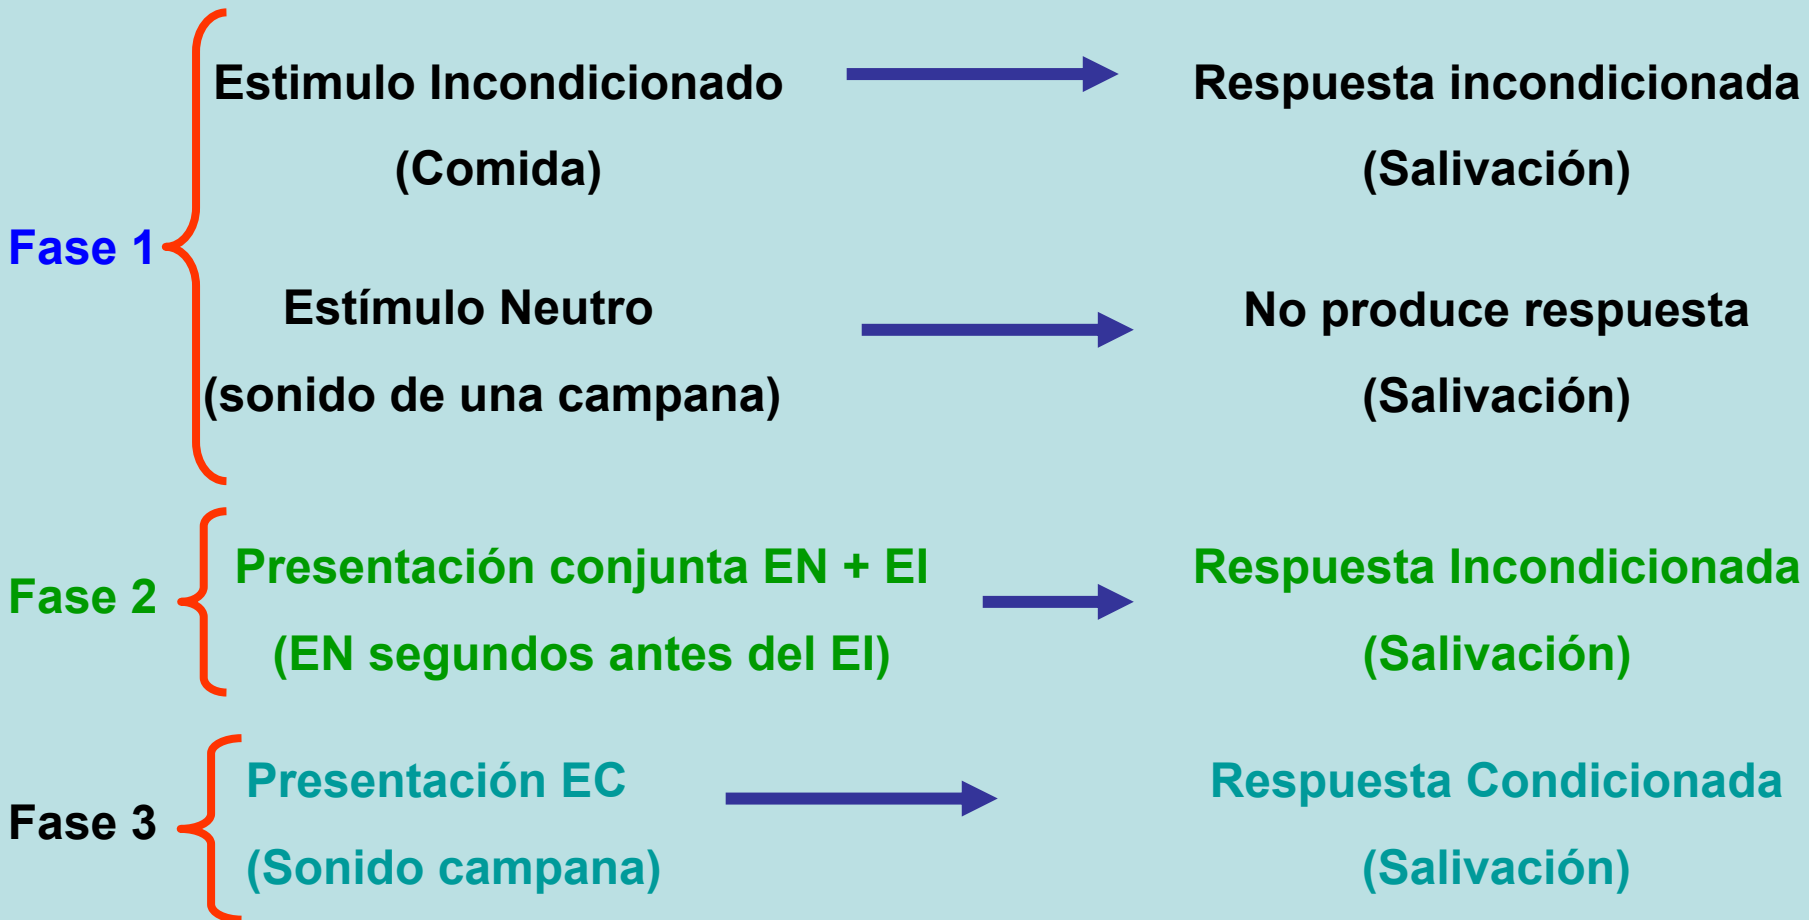 Estimulo Incondicionado
Respuesta incondicionada
(Comida)
(Salivación)
Fase 1
Estímulo Neutro
No produce respuesta
(sonido de una campana)
(Salivación)
Presentación conjunta EN + EI
Respuesta Incondicionada
Fase 2
(EN segundos antes del EI)
(Salivación)
Presentación EC
Respuesta Condicionada
Fase 3
(Sonido campana)
(Salivación)